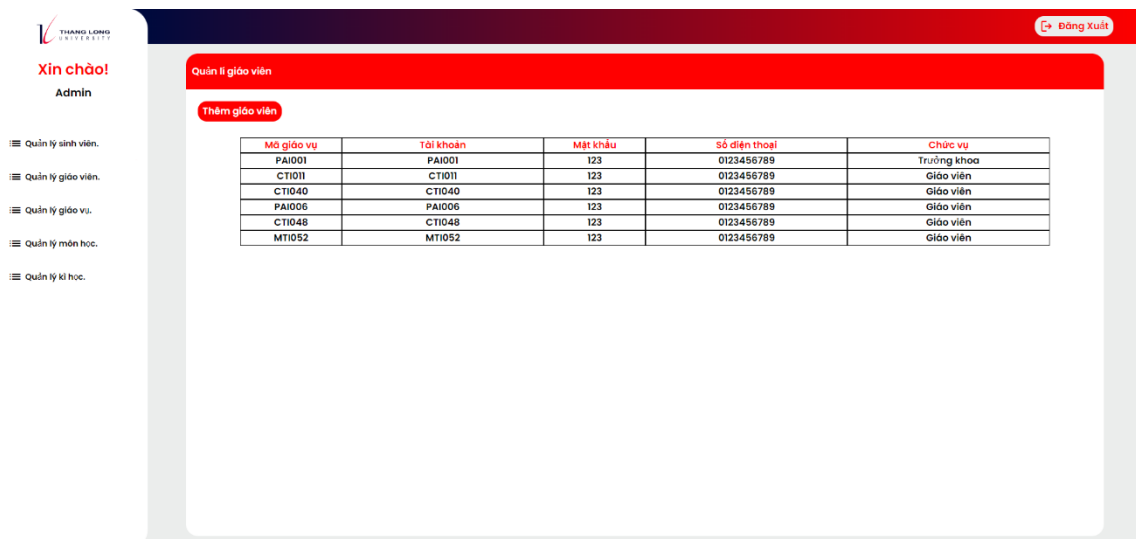 THANG LONG
UNIVERSITY
Đăng Xuất
Xin chào!
Admin
Quản lý sinh viên.
Quản lý giáo viên.
Quản lý giáo vụ.
Quản lý môn học.
Quản lý kì học.
Quản lí giáo viên
Thêm giáo viên
Mã giáo vụ Tài khoản Mật khẩu Số điện thoại Chức vụ
PAI001 PAI001 123 0123456789 Trưởng khoa
CTI011 CTI011 123 0123456789 Giáo viên
CTI040 CTI040 123 0123456789 Giáo viên
PAI006 PAI006 123 0123456789 Giáo viên
CTI048 CTI048 123 0123456789 Giáo viên
MTI052 MTI052 123 0123456789 Giáo viên